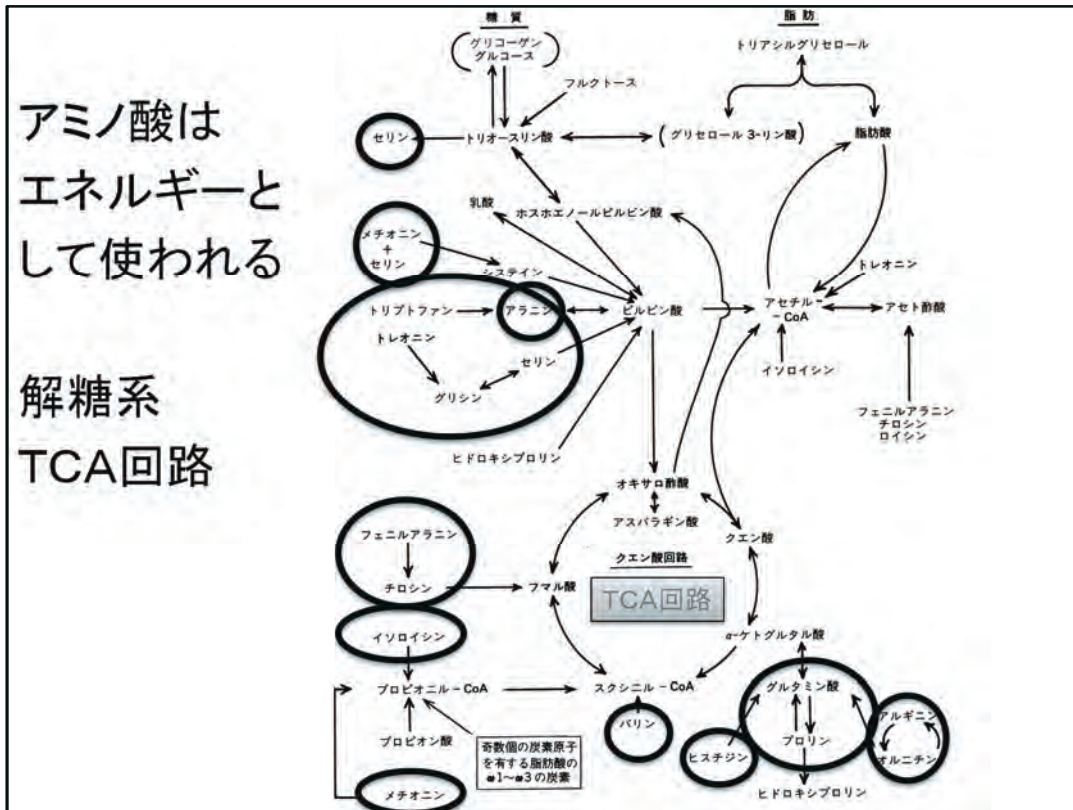 アミノ酸は
エネルギーと
して使われる
解糖系
TCA回路
糖 質
グリコーゲン
グルコース
フルクトース
セリン
トリオースリン酸
(グリセロール 3-リン酸)
脂 肪
トリアシルグリセロール
脂肪酸
乳酸
ホスホエノールピルビン酸
メチオニン
+
セリン
システイン
トリプトファン
アラニン
ピルビン酸
アセチル-
-CoA
トレオニン
アセト酢酸
トレオニン
セリン
グリシン
イソロイシン
フェニルアラニン
チロシン
ロイシン
ヒドロキシプロリン
オキサロ酢酸
アスパラギン酸
クエン酸
クエン酸回路
TCA回路
フェニルアラニン
チロシン
フマル酸
イソロイシン
α-ケトグルタル酸
プロピオニル-CoA
スクシニル-CoA
グルタミン酸
プロピオン酸
奇数個の炭素原子
を有する脂肪酸の
ω1~ω3の炭素
バリン
ヒスチジン
プロリン
アルギニン
オルニチン
メチオニン
ヒドロキシプロリン